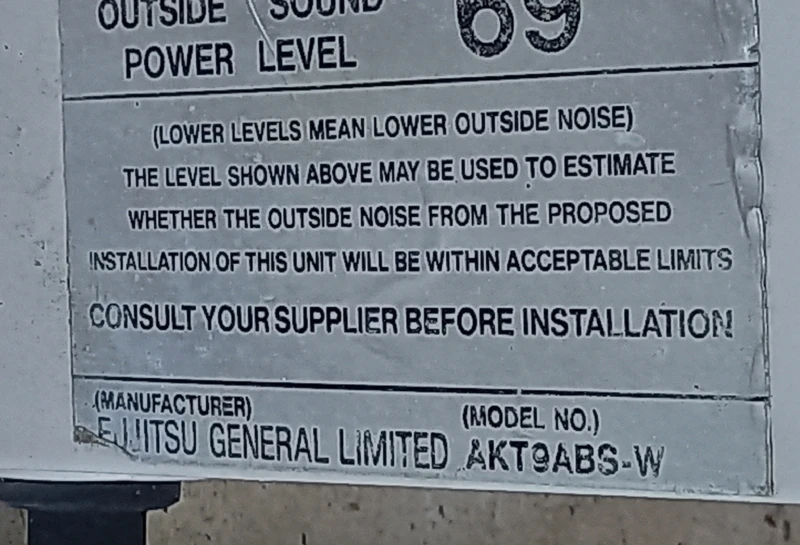 OUTSIDE SOUND
POWER LEVEL
69
(LOWER LEVELS MEAN LOWER OUTSIDE NOISE)
THE LEVEL SHOWN ABOVE MAY BE USED TO ESTIMATE
WHETHER THE OUTSIDE NOISE FROM THE PROPOSED
INSTALLATION OF THIS UNIT WILL BE WITHIN ACCEPTABLE LIMITS
CONSULT YOUR SUPPLIER BEFORE INSTALLATION
(MANUFACTURER)
FUJITSU GENERAL LIMITED
(MODEL NO.)
AKT9ABS-W